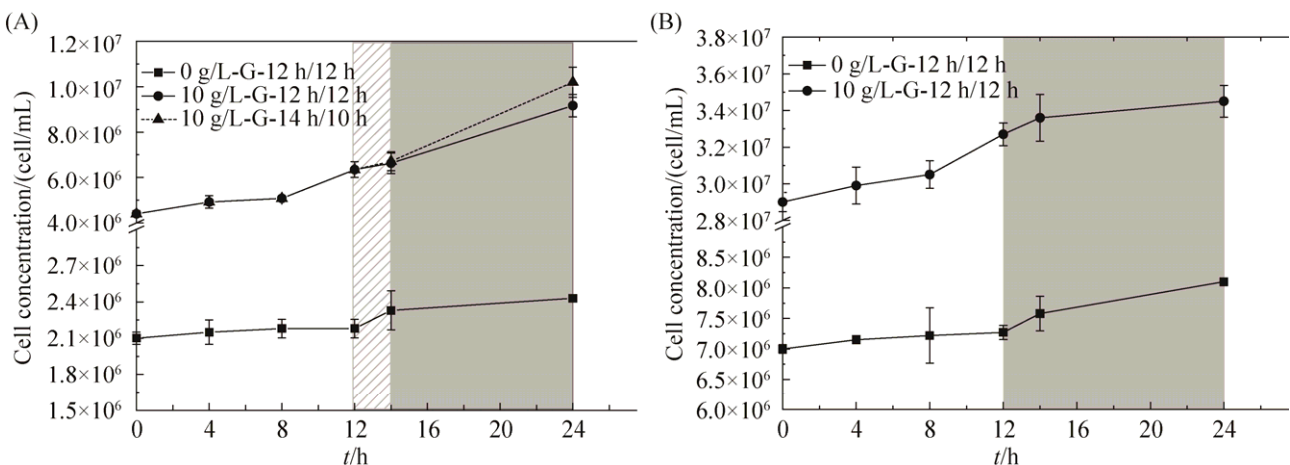 (A)
Cell concentration/(cell/mL)
1.2×10⁷
1.0×10⁷
8.0×10⁶
6.0×10⁶
4.0×10⁶
2.7×10⁶
2.4×10⁶
2.1×10⁶
1.8×10⁶
1.5×10⁶
0 g/L-G-12 h/12 h
10 g/L-G-12 h/12 h
10 g/L-G-14 h/10 h
0 4 8 12 16 20 24
t/h
(B)
Cell concentration/(cell/mL)
3.8×10⁷
3.6×10⁷
3.4×10⁷
3.2×10⁷
3.0×10⁷
2.8×10⁷
8.5×10⁶
8.0×10⁶
7.5×10⁶
7.0×10⁶
6.5×10⁶
6.0×10⁶
0 g/L-G-12 h/12 h
10 g/L-G-12 h/12 h
0 4 8 12 16 20 24
t/h